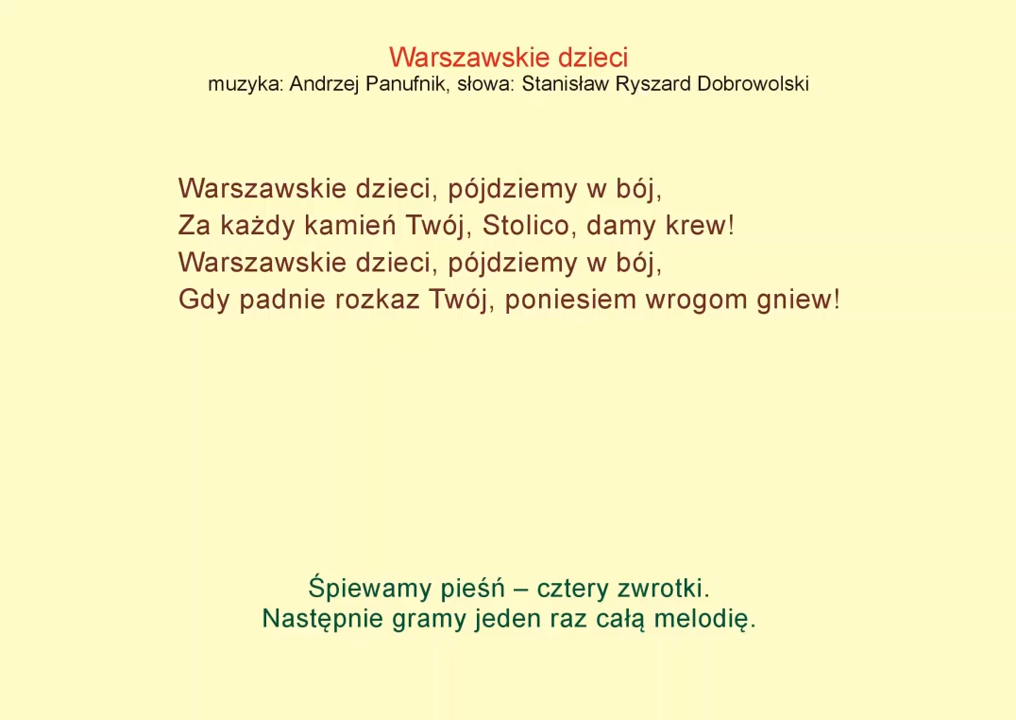 Warszawskie dzieci
muzyka: Andrzej Panufnik, słowa: Stanisław Ryszard Dobrowolski
Warszawskie dzieci, pójdziemy w bój,
Za każdy kamień Twój, Stolico, damy krew!
Warszawskie dzieci, pójdziemy w bój,
Gdy padnie rozkaz Twój, poniesiem wrogom gniew!
Śpiewamy pieśń – cztery zwrotki.
Następnie gramy jeden raz całą melodię.